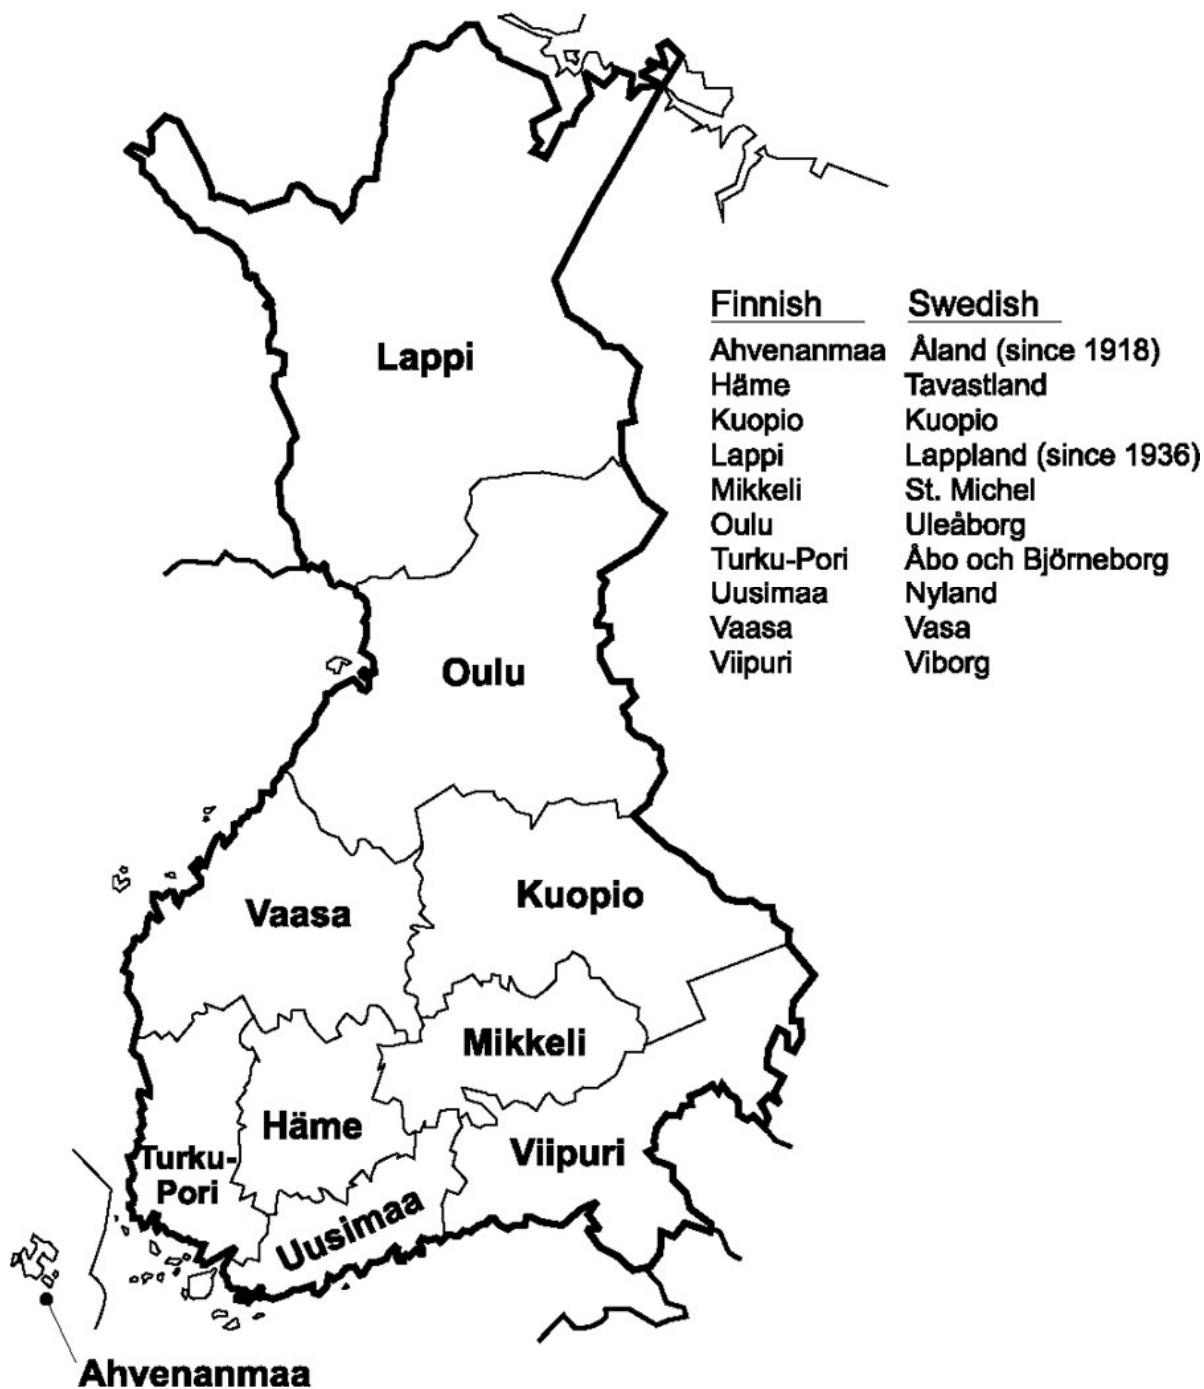 Finnish Swedish
Ahvenanmaa Åland (since 1918)
Häme Tavastland
Kuopio Kuopio
Lappi Lappland (since 1936)
Mikkeli St. Michel
Oulu Uleåborg
Turku-Pori Åbo och Björneborg
Uusimaa Nyland
Vaasa Vasa
Viipuri Viborg
Lappi
Oulu
Vaasa
Kuopio
Mikkeli
Häme
Turku-
Pori
Viipuri
Uusimaa
Ahvenanmaa